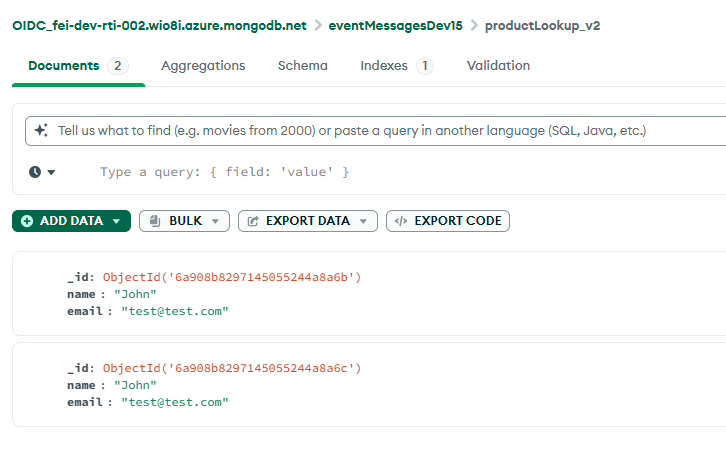 OIDC_fei-dev-rti-002.wio8i.azure.mongodb.net > eventMessagesDev15 > productLookup_v2
Documents 2 Aggregations Schema Indexes 1 Validation
Tell us what to find (e.g. movies from 2000) or paste a query in another language (SQL, Java, etc.)
Type a query: { field: 'value' }
ADD DATA BULK EXPORT DATA </> EXPORT CODE
_id: ObjectId('6a908b8297145055244a8a6b')
name : "John"
email : "test@test.com"
_id: ObjectId('6a908b8297145055244a8a6c')
name : "John"
email : "test@test.com"